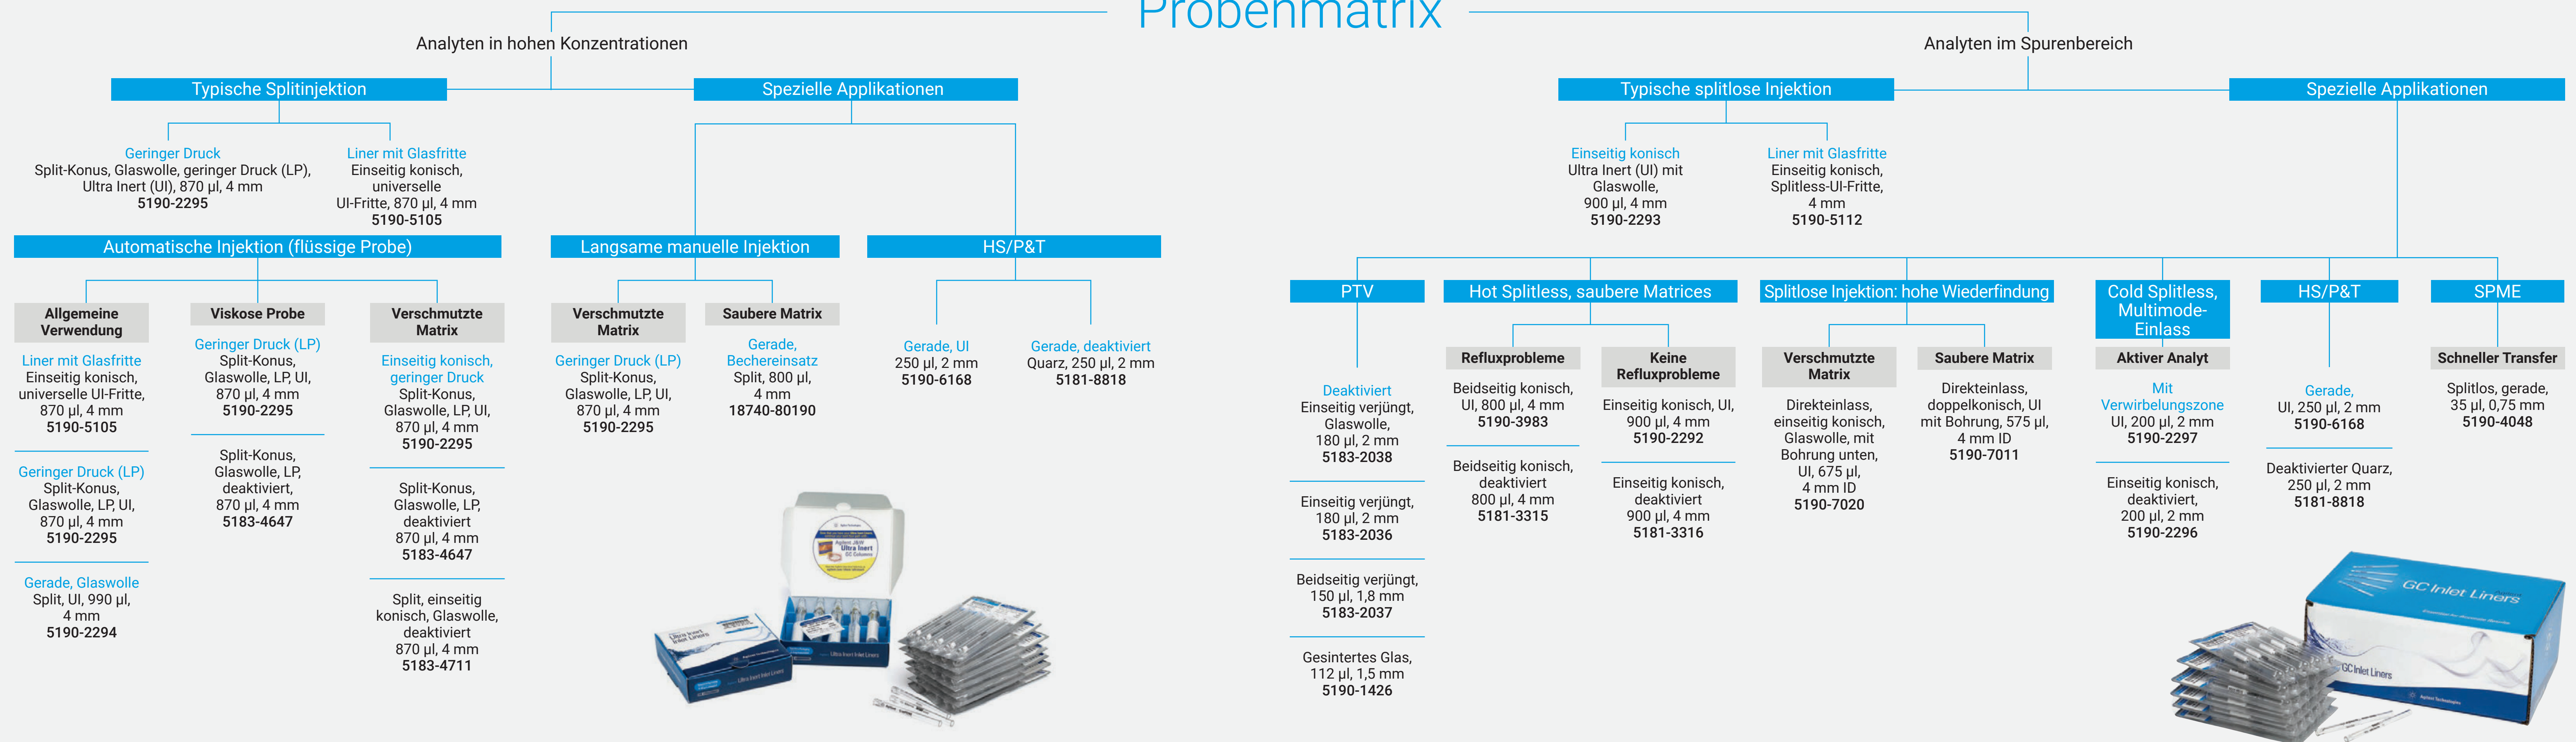 Probenmatrix
Analyten in hohen Konzentrationen
Typische Splitinjektion
Spezielle Applikationen
Geringer Druck
Split-Konus, Glaswolle, geringer Druck (LP),
Ultra Inert (UI), 870 µl, 4 mm
5190-2295
Liner mit Glasfritte
Einseitig konisch,
universelle
UI-Fritte, 870 µl, 4 mm
5190-5105
Automatische Injektion (flüssige Probe)
Allgemeine
Verwendung
Liner mit Glasfritte
Einseitig konisch,
universelle UI-Fritte,
870 µl, 4 mm
5190-5105
Geringer Druck (LP)
Split-Konus,
Glaswolle, LP, UI,
870 µl, 4 mm
5190-2295
Gerade, Glaswolle
Split, UI, 990 µl,
4 mm
5190-2294
Viskose Probe
Geringer Druck (LP)
Split-Konus,
Glaswolle, LP, UI,
870 µl, 4 mm
5190-2295
Split-Konus,
Glaswolle, LP,
deaktiviert,
870 µl, 4 mm
5183-4647
Verschmutzte
Matrix
Einseitig konisch,
geringer Druck
Split-Konus,
Glaswolle, LP, UI,
870 µl, 4 mm
5190-2295
Split-Konus,
Glaswolle, LP,
deaktiviert
870 µl, 4 mm
5183-4647
Split, einseitig
konisch, Glaswolle,
deaktiviert
870 µl, 4 mm
5183-4711
Langsame manuelle Injektion
Verschmutzte
Matrix
Geringer Druck (LP)
Split-Konus,
Glaswolle, LP, UI,
870 µl, 4 mm
5190-2295
Saubere Matrix
Gerade,
Bechereinsatz
Split, 800 µl,
4 mm
18740-80190
HS/P&T
Gerade, UI
250 µl, 2 mm
5190-6168
Gerade, deaktiviert
Quarz, 250 µl, 2 mm
5181-8818
Agilent J&W
Ultra Inert
GC Columns
Ultra Inert
Inlet Liners
Ultra Inert Inlet Liners
Analyten im Spurenbereich
Typische splitlose Injektion
Spezielle Applikationen
Einseitig konisch
Ultra Inert (UI) mit
Glaswolle,
900 µl, 4 mm
5190-2293
Liner mit Glasfritte
Einseitig konisch,
Splitless-UI-Fritte,
4 mm
5190-5112
PTV
Deaktiviert
Einseitig verjüngt,
Glaswolle,
180 µl, 2 mm
5183-2038
Einseitig verjüngt,
180 µl, 2 mm
5183-2036
Beidseitig verjüngt,
150 µl, 1,8 mm
5183-2037
Gesintertes Glas,
112 µl, 1,5 mm
5190-1426
Hot Splitless, saubere Matrices
Refluxprobleme
Beidseitig konisch,
UI, 800 µl, 4 mm
5190-3983
Beidseitig konisch,
deaktiviert
800 µl, 4 mm
5181-3315
Keine
Refluxprobleme
Einseitig konisch, UI,
900 µl, 4 mm
5190-2292
Einseitig konisch,
deaktiviert
900 µl, 4 mm
5181-3316
Splitlose Injektion: hohe Wiederfindung
Verschmutzte
Matrix
Direkteinlass,
einseitig konisch,
Glaswolle, mit
Bohrung unten,
UI, 675 µl,
4 mm ID
5190-7020
Saubere Matrix
Direkteinlass,
doppelkonisch, UI
mit Bohrung, 575 µl,
4 mm ID
5190-7011
Cold Splitless,
Multimode-
Einlass
Aktiver Analyt
Mit
Verwirbelungszone
UI, 200 µl, 2 mm
5190-2297
Einseitig konisch,
deaktiviert,
200 µl, 2 mm
5190-2296
HS/P&T
Gerade,
UI, 250 µl, 2 mm
5190-6168
Deaktivierter Quarz,
250 µl, 2 mm
5181-8818
SPME
Schneller Transfer
Splitlos, gerade,
35 µl, 0,75 mm
5190-4048
GC Inlet Liners
GC Inlet Liners
Agilent Technologies